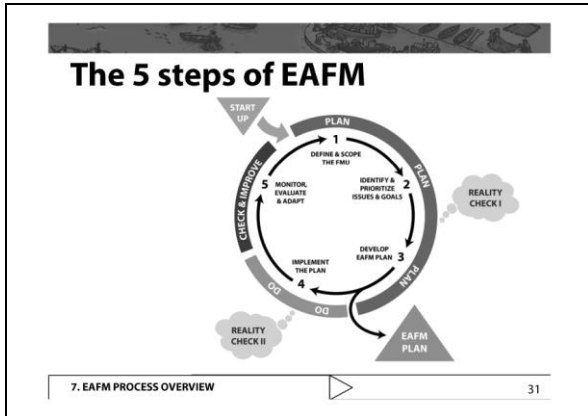 The 5 steps of EAFM
START
UP
PLAN
1
DEFINE & SCOPE
THE FMU
PLAN
2
IDENTIFY &
PRIORITIZE
ISSUES & GOALS
REALITY
CHECK I
3
DEVELOP
EAFM PLAN
PLAN
EAFM
PLAN
4
IMPLEMENT
THE PLAN
DO
DO
REALITY
CHECK II
5
MONITOR,
EVALUATE
& ADAPT
CHECK & IMPROVE
7. EAFM PROCESS OVERVIEW
31